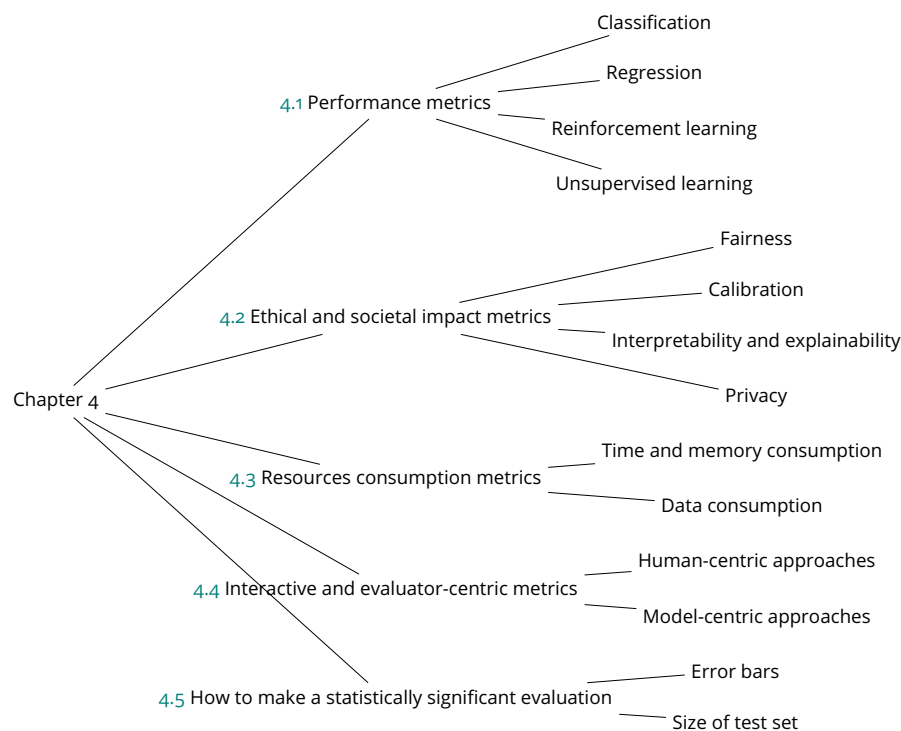 Classification
Regression
4.1 Performance metrics
Reinforcement learning
Unsupervised learning
Fairness
Calibration
4.2 Ethical and societal impact metrics
Interpretability and explainability
Privacy
Chapter 4
Time and memory consumption
4.3 Resources consumption metrics
Data consumption
Human-centric approaches
4.4 Interactive and evaluator-centric metrics
Model-centric approaches
Error bars
4.5 How to make a statistically significant evaluation
Size of test set